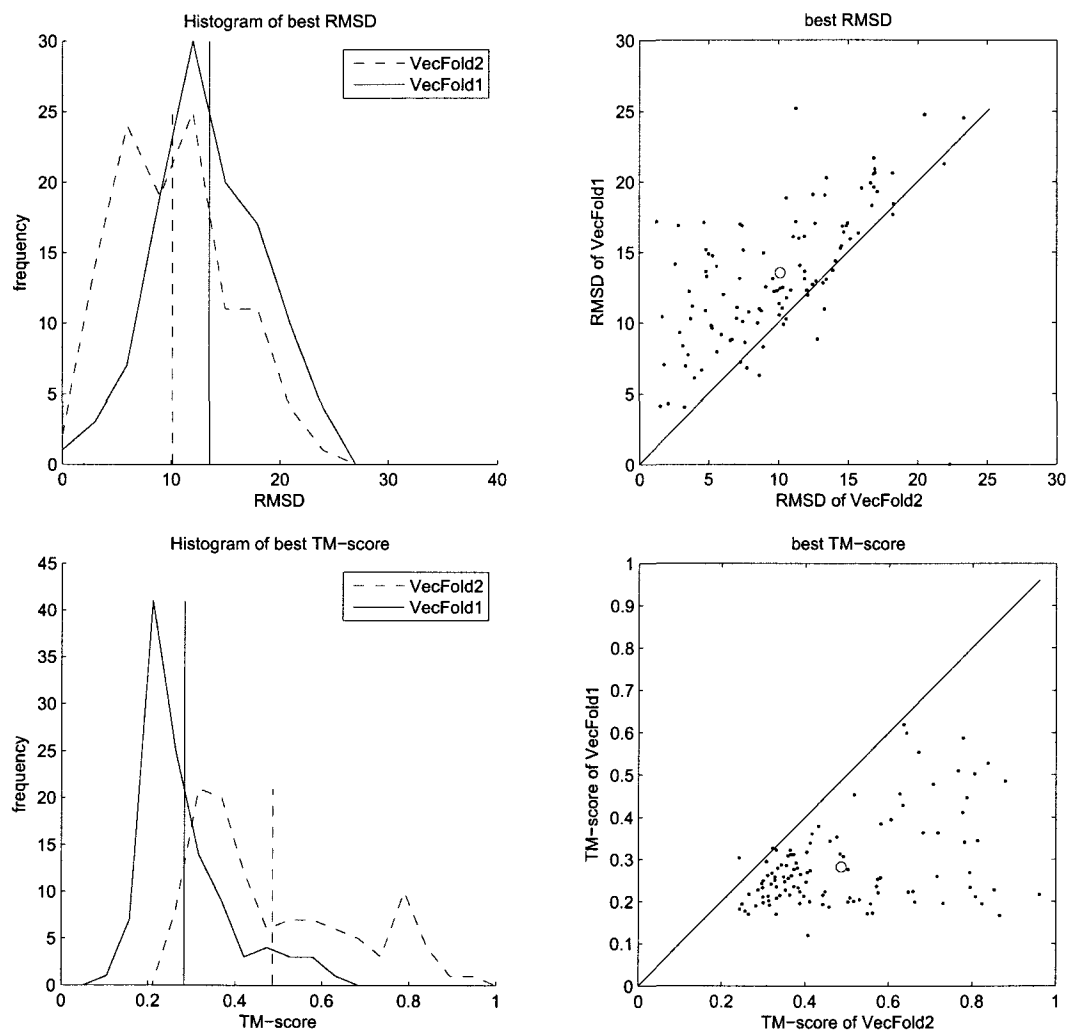 Histogram of best RMSD
30
25
20
15
10
5
0
frequency
VecFold2
VecFold1
0 10 20 30 40
RMSD
best RMSD
30
25
20
15
10
5
0
RMSD of VecFold1
0 5 10 15 20 25 30
RMSD of VecFold2
Histogram of best TM−score
45
40
35
30
25
20
15
10
5
0
frequency
VecFold2
VecFold1
0 0.2 0.4 0.6 0.8 1
TM−score
best TM−score
1
0.9
0.8
0.7
0.6
0.5
0.4
0.3
0.2
0.1
0
TM−score of VecFold1
0 0.2 0.4 0.6 0.8 1
TM−score of VecFold2